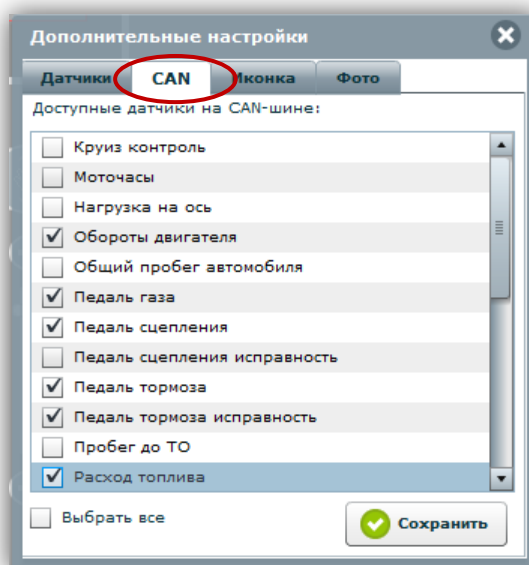 Дополнительные настройки
Датчики CAN Иконка Фото
Доступные датчики на CAN-шине:
Круиз контроль
Моточасы
Нагрузка на ось
Обороты двигателя
Общий пробег автомобиля
Педаль газа
Педаль сцепления
Педаль сцепления исправность
Педаль тормоза
Педаль тормоза исправность
Пробег до ТО
Расход топлива
Выбрать все
Сохранить